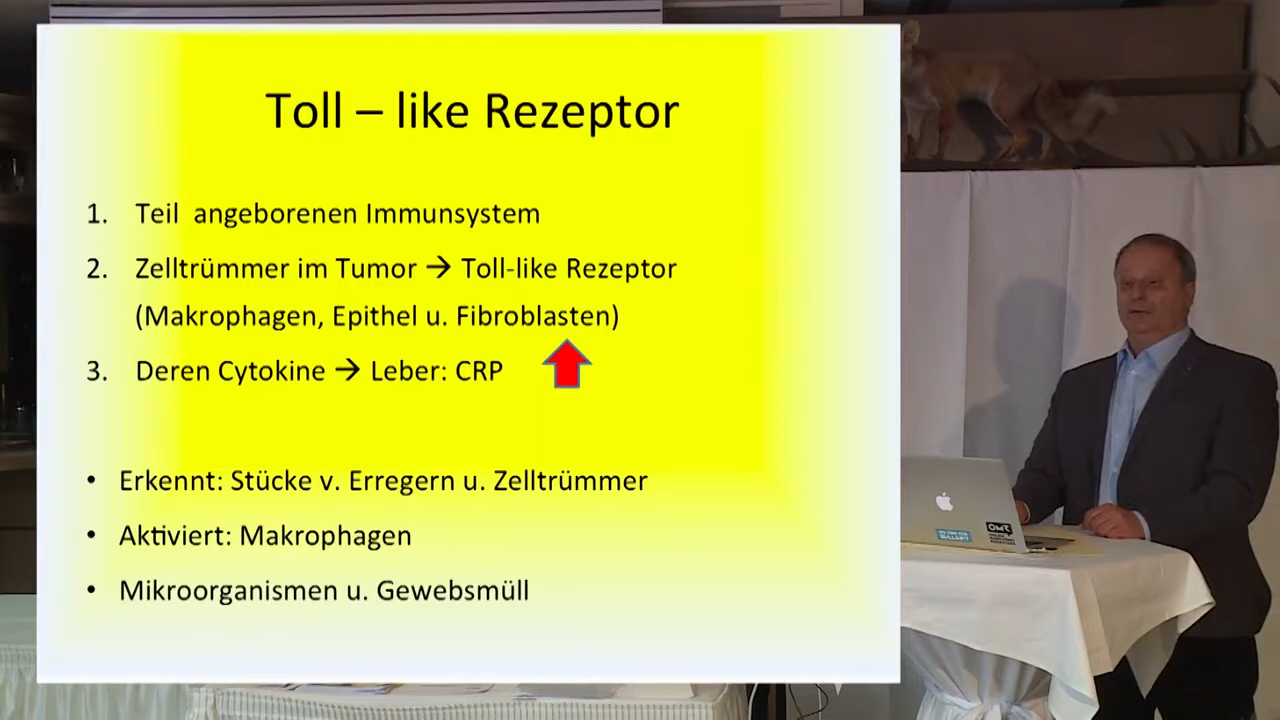 Toll – like Rezeptor
1. Teil angeborenen Immunsystem
2. Zelltrümmer im Tumor → Toll-like Rezeptor
(Makrophagen, Epithel u. Fibroblasten)
3. Deren Cytokine → Leber: CRP
• Erkennt: Stücke v. Erregern u. Zelltrümmer
• Aktiviert: Makrophagen
• Mikroorganismen u. Gewebsmüll
OMR